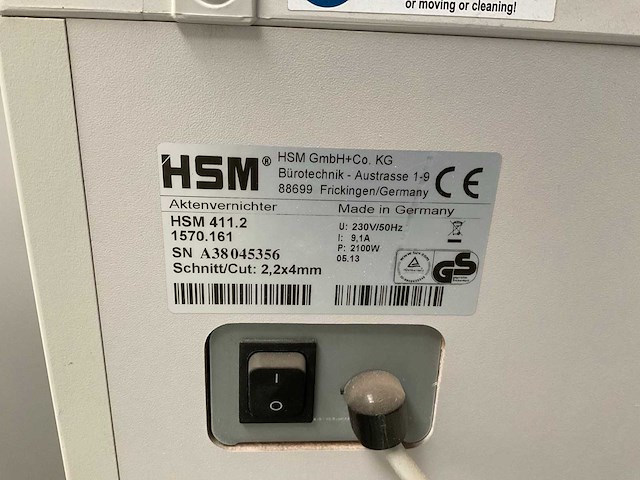 or moving or cleaning!
HSM®
HSM GmbH+Co. KG
Bürotechnik - Austrasse 1-9
88699 Frickingen/Germany
CE
Aktenvernichter
Made in Germany
HSM 411.2
1570.161
SN A38045356
Schnitt/Cut: 2,2x4mm
U: 230V/50Hz
I: 9,1A
P: 2100W
05.13
GS
I
O